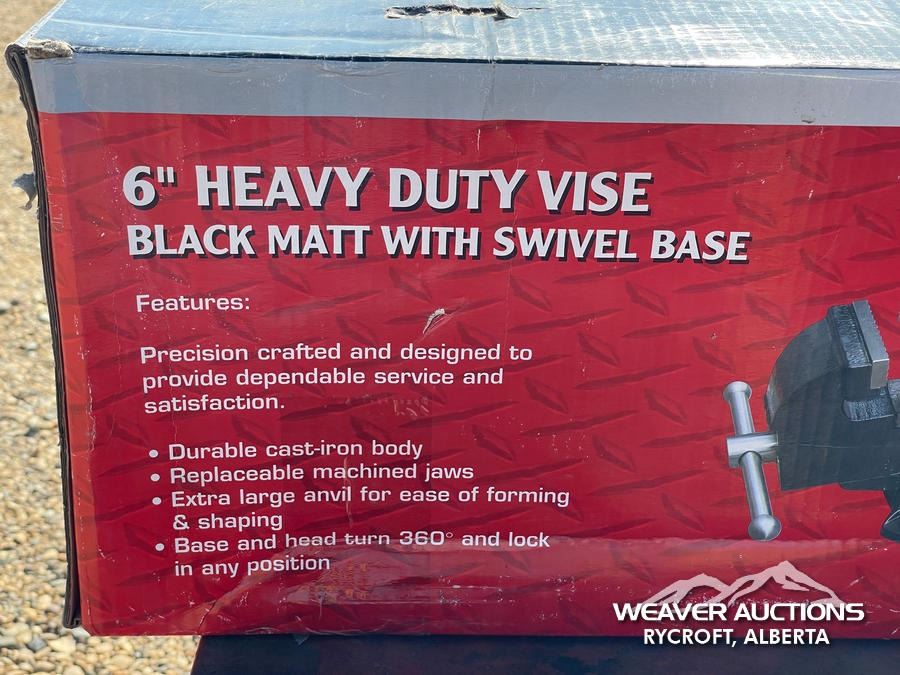 6" HEAVY DUTY VISE
BLACK MATT WITH SWIVEL BASE
Features:
Precision crafted and designed to
provide dependable service and
satisfaction.
• Durable cast-iron body
• Replaceable machined jaws
• Extra large anvil for ease of forming
& shaping
• Base and head turn 360° and lock
in any position
WEAVER AUCTIONS
RYCROFT, ALBERTA